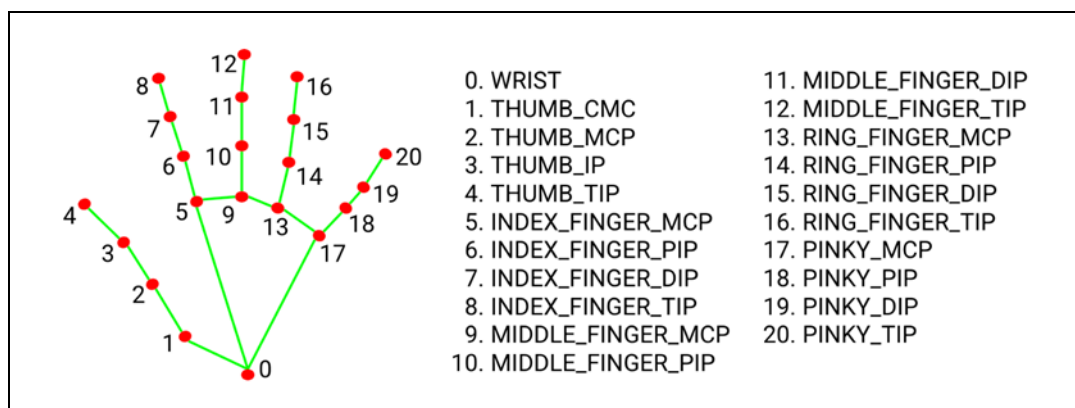 12
8
16
11
7
15
10
20
6
14
19
4
5
9
13
18
3
17
2
1
0
0. WRIST
1. THUMB_CMC
2. THUMB_MCP
3. THUMB_IP
4. THUMB_TIP
5. INDEX_FINGER_MCP
6. INDEX_FINGER_PIP
7. INDEX_FINGER_DIP
8. INDEX_FINGER_TIP
9. MIDDLE_FINGER_MCP
10. MIDDLE_FINGER_PIP
11. MIDDLE_FINGER_DIP
12. MIDDLE_FINGER_TIP
13. RING_FINGER_MCP
14. RING_FINGER_PIP
15. RING_FINGER_DIP
16. RING_FINGER_TIP
17. PINKY_MCP
18. PINKY_PIP
19. PINKY_DIP
20. PINKY_TIP